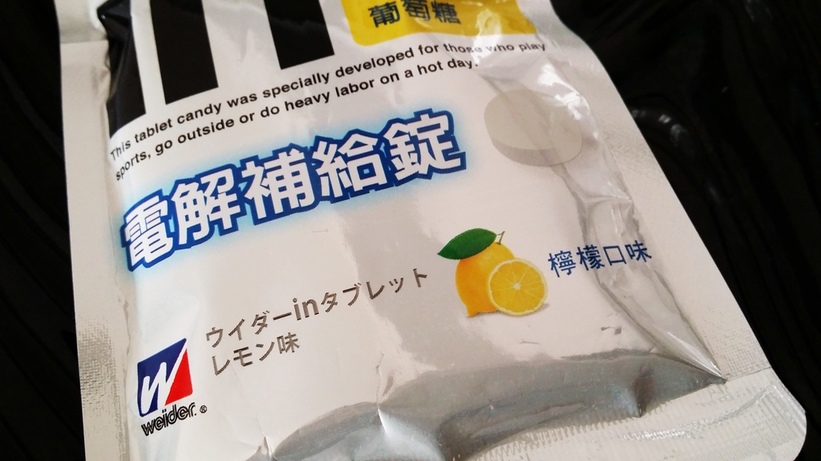 葡萄糖
This tablet candy was specially developed for those who play
sports, go outside or do heavy labor on a hot day.
電解補給錠
檸檬口味
ウイダーinタブレット
レモン味
W
weider.®